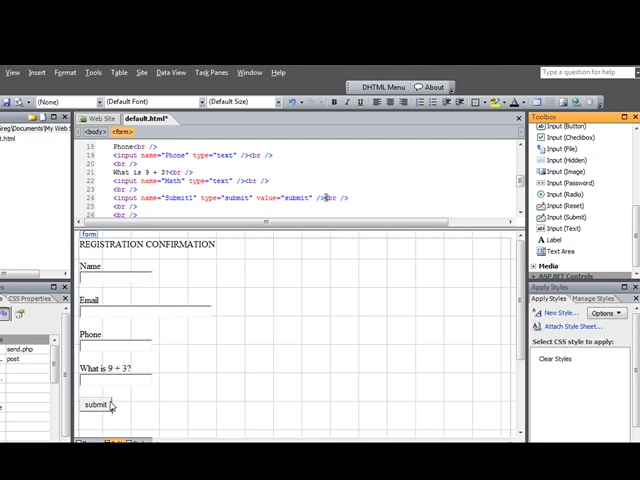 DHTML Menu About
View Insert Format Tools Table Site Data View Task Panes Window Help
Type a question for help
(None) (Default Font) (Default Size)
B I U
Web Site default.html*
<body> <form>
Greg\Documents\My Web S
t.html
18 Phone<br />
19 <input name="Phone" type="text" /><br />
20 <br />
21 What is 9 + 3?<br />
22 <input name="Math" type="text" /><br />
23 <br />
24 <input name="Submit1" type="submit" value="submit" /><br />
25 <br />
26 <br />
form
REGISTRATION CONFIRMATION
Name
Email
Phone
What is 9 + 3?
submit
CSS Properties
send.php
post
Toolbox
Input (Button)
Input (Checkbox)
Input (File)
Input (Hidden)
Input (Image)
Input (Password)
Input (Radio)
Input (Reset)
Input (Submit)
Input (Text)
Label
Text Area
Media
ASP.NET Controls
Apply Styles
Apply Styles Manage Styles
New Style... Options
Attach Style Sheet...
Select CSS style to apply:
Clear Styles